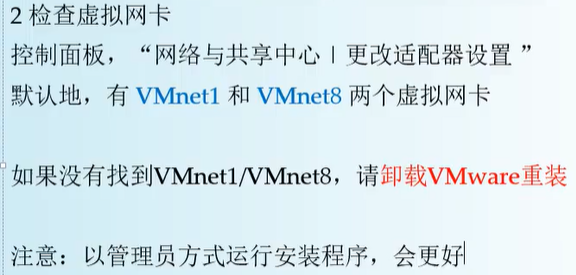 2 检查虚拟网卡
控制面板，“网络与共享中心 | 更改适配器设置 ”
默认地，有 VMnet1 和 VMnet8 两个虚拟网卡
如果没有找到VMnet1/VMnet8，请卸载VMware重装
注意：以管理员方式运行安装程序，会更好